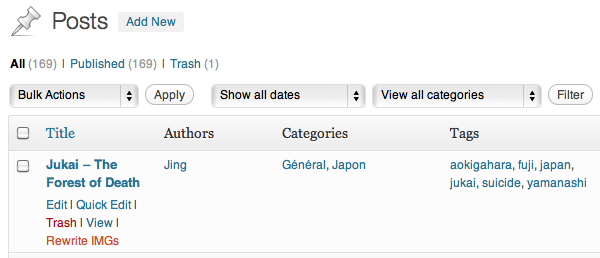 Posts Add New
All (169) | Published (169) | Trash (1)
Bulk Actions Apply Show all dates View all categories Filter
Title Authors Categories Tags
Jukai – The Jing Général, Japon aokigahara, fuji, japan,
Forest of Death jukai, suicide, yamanashi
Edit | Quick Edit |
Trash | View |
Rewrite IMGs